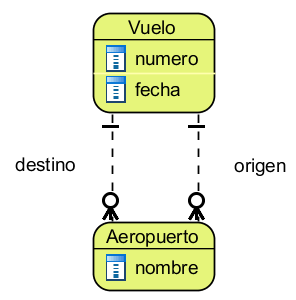 Vuelo
numero
fecha
destino
origen
Aeropuerto
nombre